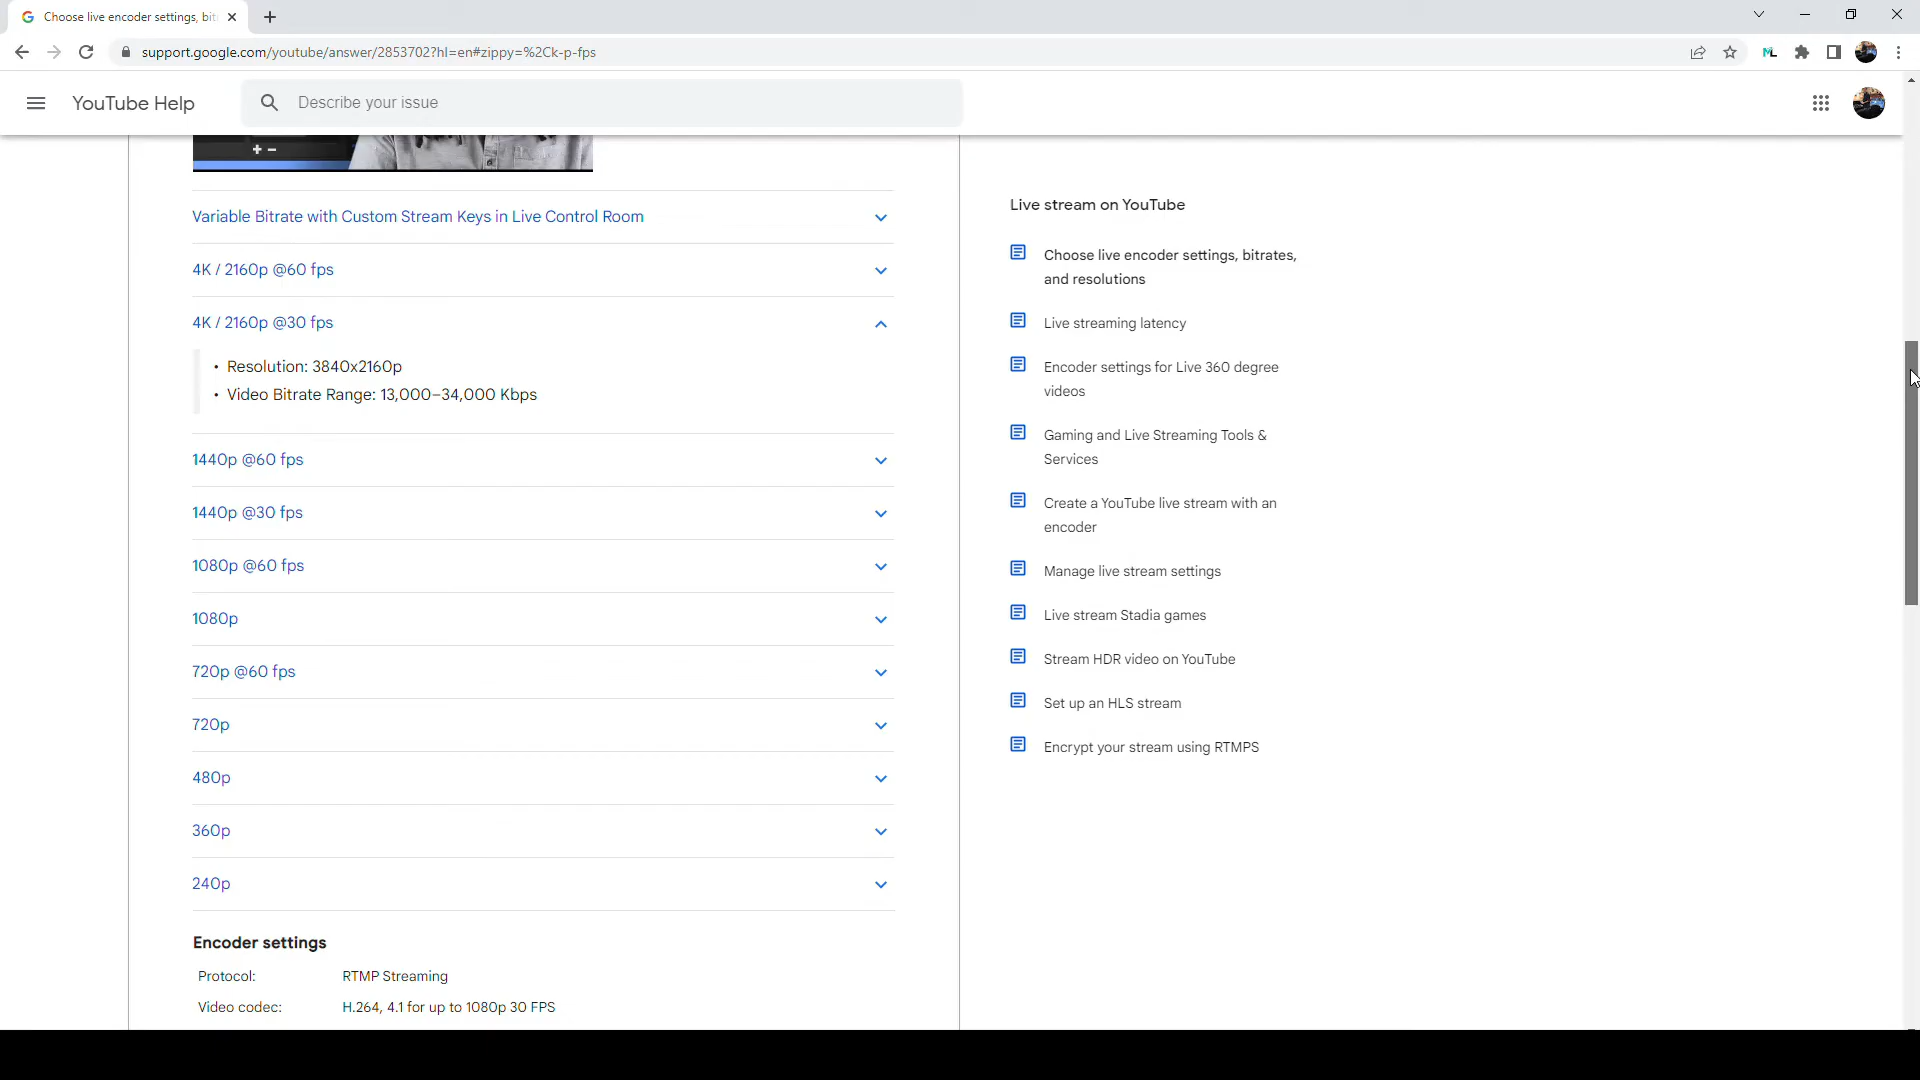 Choose live encoder settings, bit
support.google.com/youtube/answer/2853702?hl=en#zippy=%2Ck-p-fps
YouTube Help
Describe your issue
Variable Bitrate with Custom Stream Keys in Live Control Room
4K / 2160p @60 fps
4K / 2160p @30 fps
• Resolution: 3840x2160p
• Video Bitrate Range: 13,000–34,000 Kbps
1440p @60 fps
1440p @30 fps
1080p @60 fps
1080p
720p @60 fps
720p
480p
360p
240p
Encoder settings
Protocol: RTMP Streaming
Video codec: H.264, 4.1 for up to 1080p 30 FPS
Live stream on YouTube
Choose live encoder settings, bitrates,
and resolutions
Live streaming latency
Encoder settings for Live 360 degree
videos
Gaming and Live Streaming Tools &
Services
Create a YouTube live stream with an
encoder
Manage live stream settings
Live stream Stadia games
Stream HDR video on YouTube
Set up an HLS stream
Encrypt your stream using RTMPS